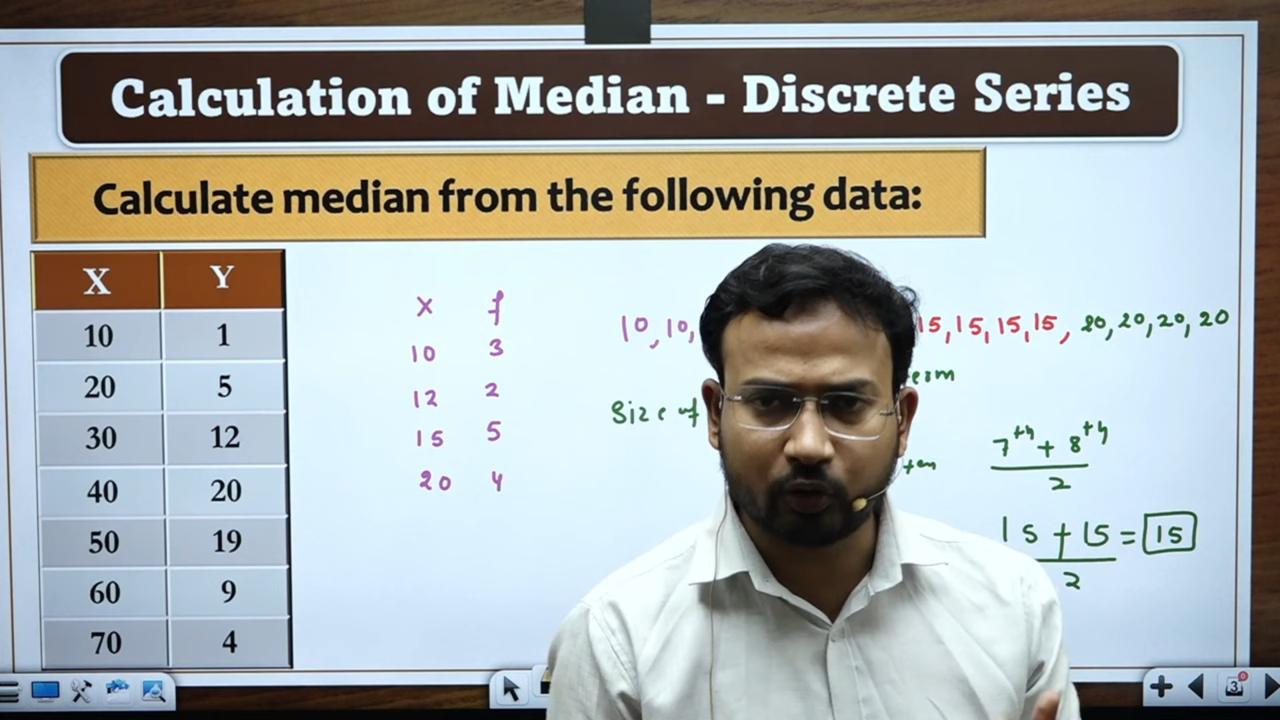 Calculation of Median - Discrete Series
Calculate median from the following data:
X Y
10 1
20 5
30 12
40 20
50 19
60 9
70 4
x f
10 3
12 2
15 5
20 4
10, 10, 15, 15, 15, 15, 20, 20, 20, 20
Size of
7th + 8th
2
15 + 15 = 15
2
3